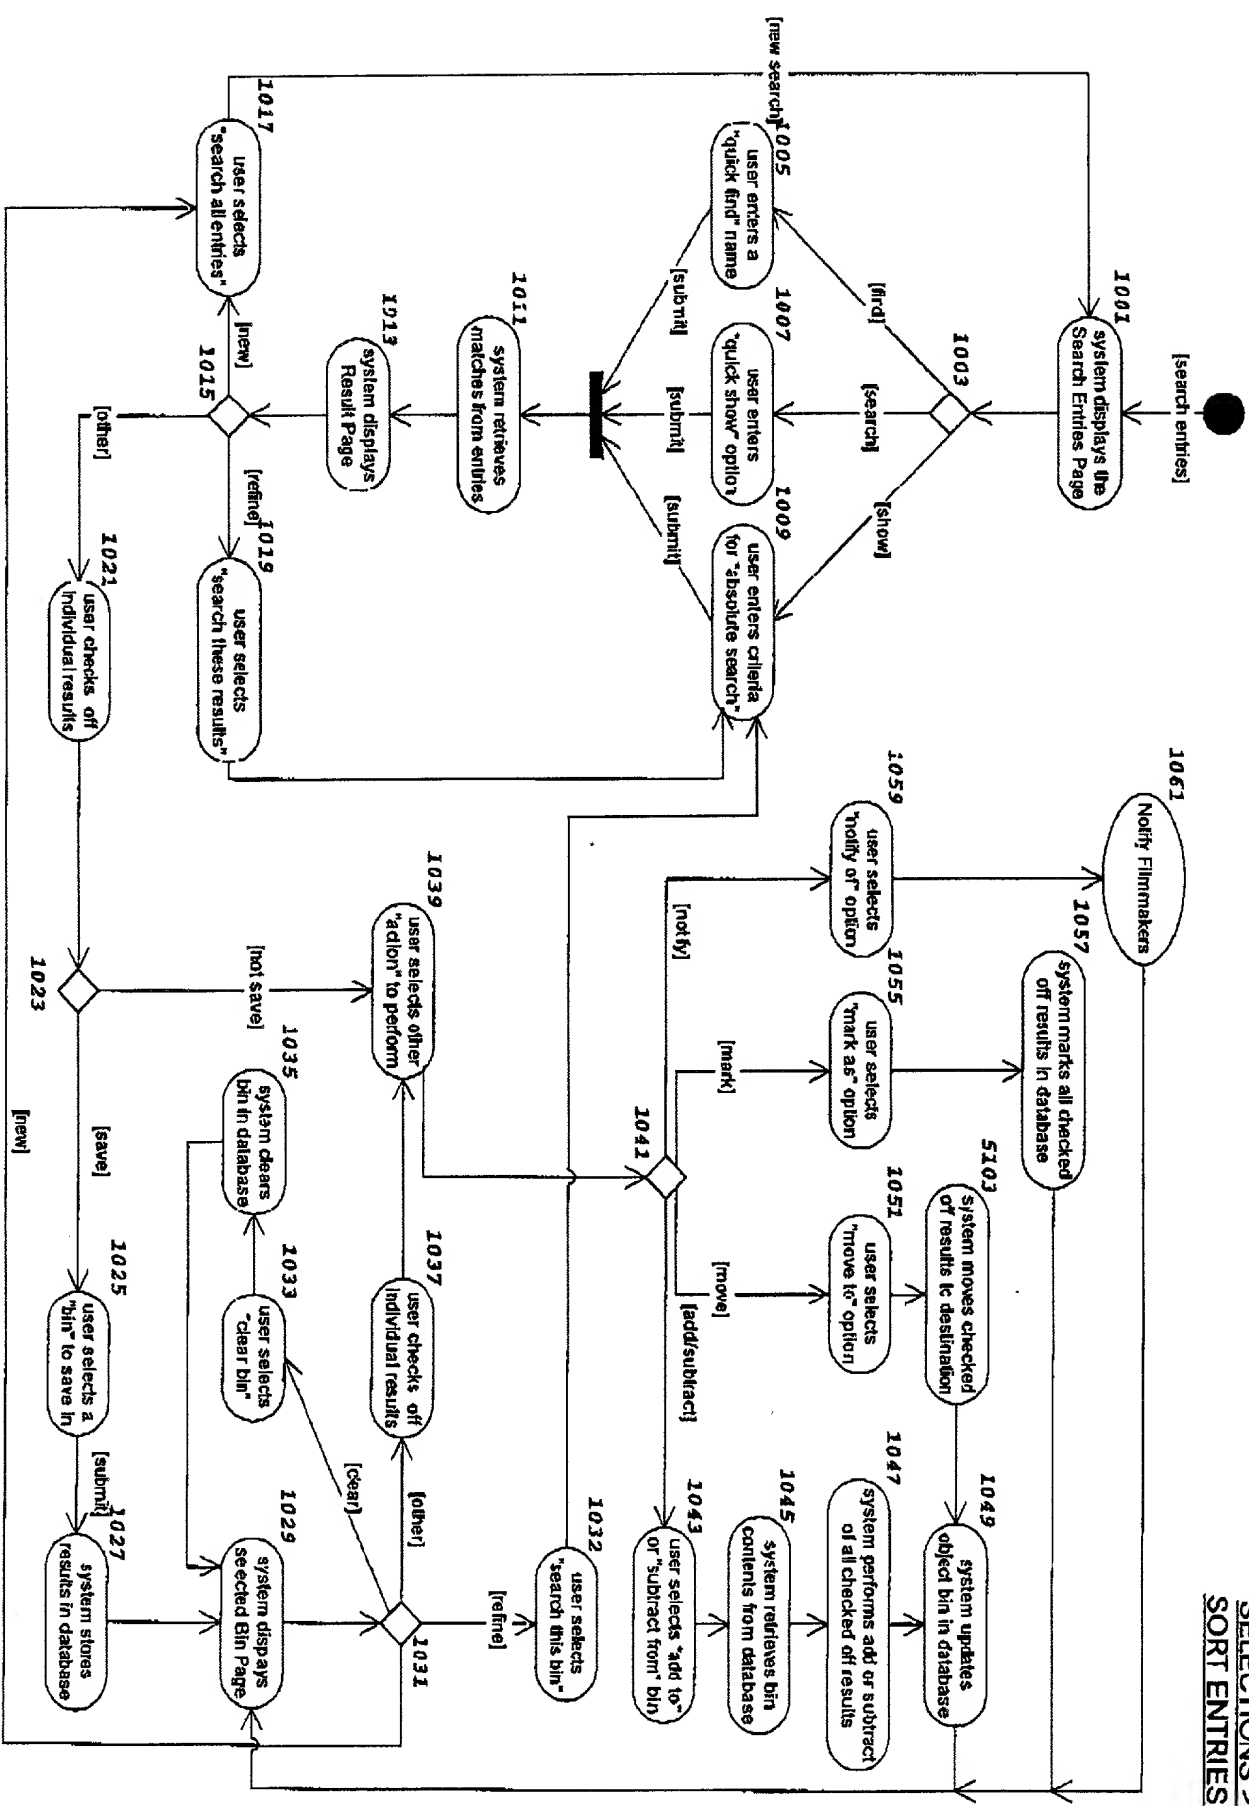 SELECTIONS >
SORT ENTRIES
[search entries]
1001
system displays the
Search Entries Page
1003
[find]
[search]
[show]
[new search]
1005
user enters a
"quick find" name
1007
user enters
"quick show" option
1009
user enters criteria
for "absolute search"
[submit]
[submit]
[submit]
1011
system retrieves
matches from entries
1013
system displays
Result Page
1015
[new]
[refine]
[other]
1017
user selects
"search all entries"
1019
user selects
"search these results"
1021
user checks off
individual results
1023
[not save]
[save]
[new]
1025
user selects a
"bin" to save in
[submit]
1027
system stores
results in database
1029
system dispays
seected Bin Page
1031
[other]
[clear]
[refine]
1032
user selects
"search this bin"
1033
user selects
"clear bin"
1035
system clears
bin in database
1037
user checks off
individual results
1039
user selects other
"action" to perform
1041
[notify]
[mark]
[move]
[add/subtract]
1043
user selects "add to"
or "subtract from" bin
1045
system retrieves bin
contents from database
1047
system performs add or subtract
of all checked off results
1049
system updates
object bin in database
1051
user selects
"move to" option
5103
system moves checked
off results to destination
1055
user selects
"mark as" option
1057
system marks all checked
off results in database
1059
user selects
"notify of" option
1061
Notify Filmmakers